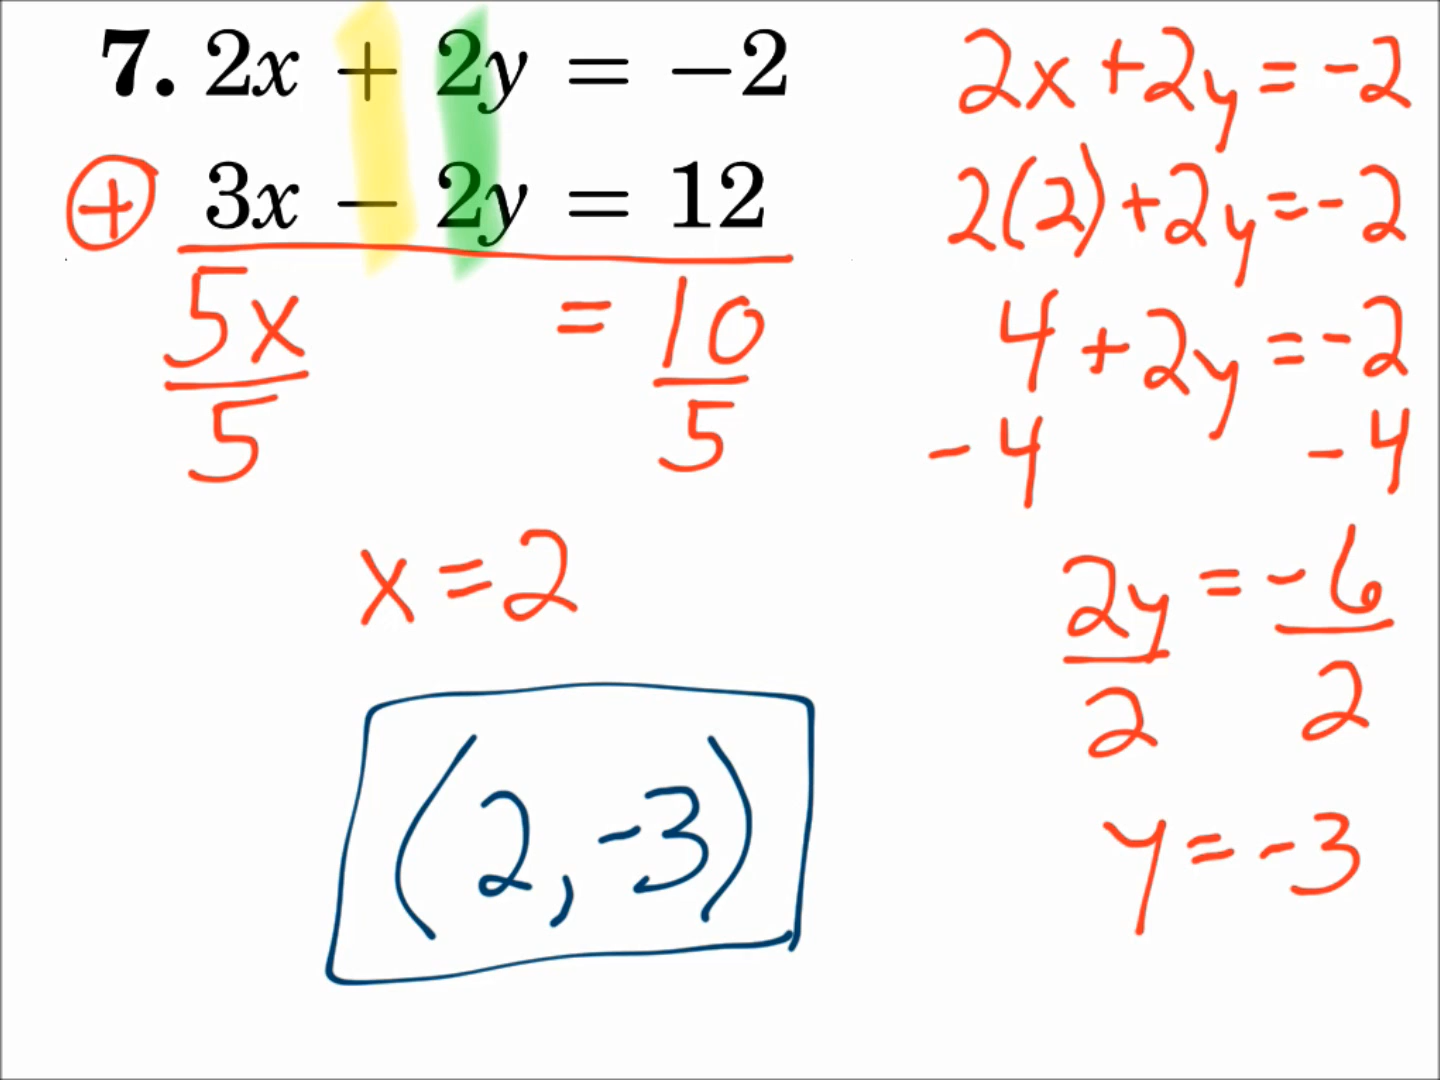 7. 2x + 2y = −2
+ 3x − 2y = 12
5x = 10
5 5
x = 2
(2, -3)
2x + 2y = -2
2(2) + 2y = -2
4 + 2y = -2
-4 -4
2y = -6
2 2
y = -3